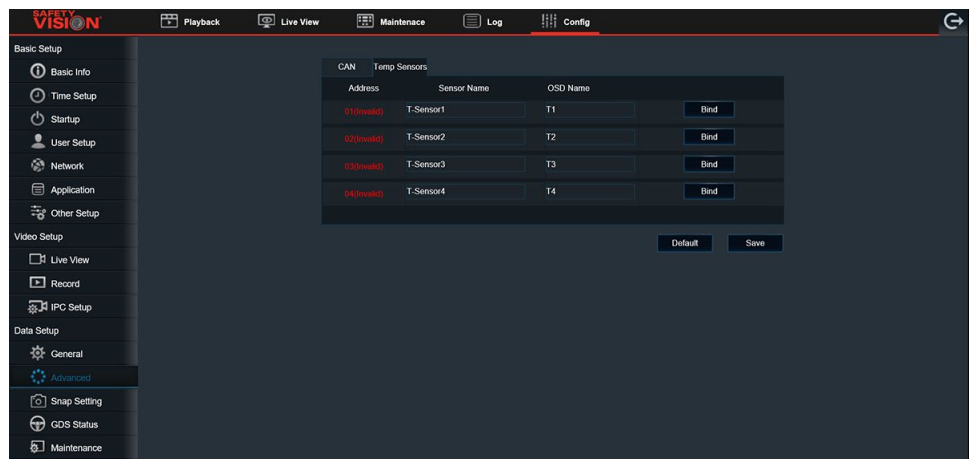 SAFETY
VISION
Playback
Live View
Maintenace
Log
Config
Basic Setup
Basic Info
Time Setup
Startup
User Setup
Network
Application
Other Setup
Video Setup
Live View
Record
IPC Setup
Data Setup
General
Advanced
Snap Setting
GDS Status
Maintenance
CAN Temp Sensors
Address Sensor Name OSD Name
01(Invalid) T-Sensor1 T1 Bind
02(Invalid) T-Sensor2 T2 Bind
03(Invalid) T-Sensor3 T3 Bind
04(Invalid) T-Sensor4 T4 Bind
Default Save